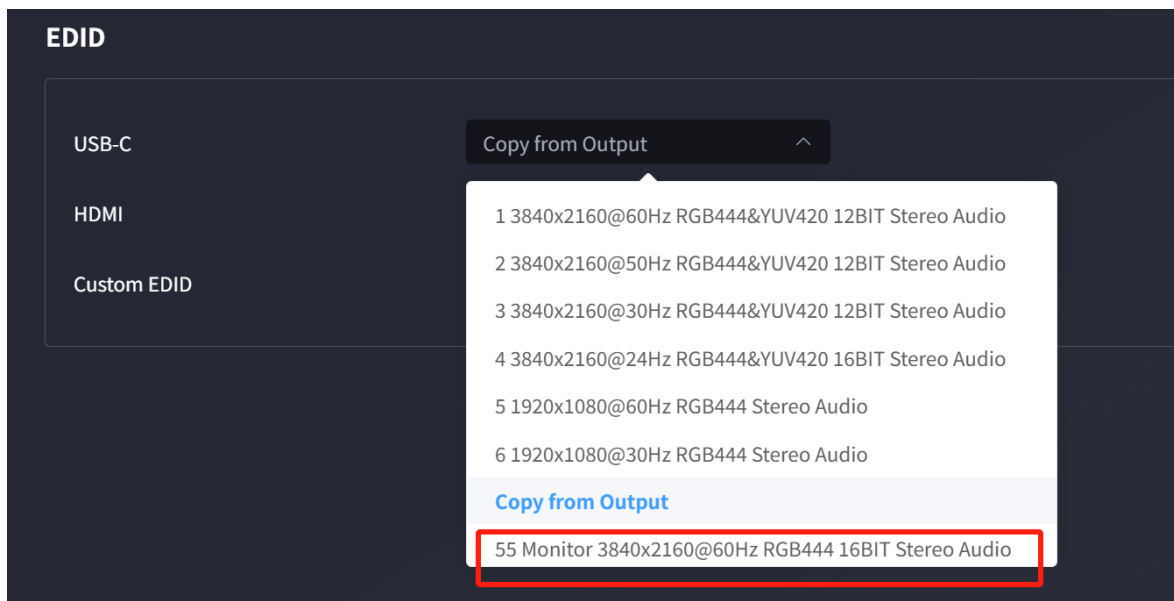 EDID
USB-C
Copy from Output
HDMI
Custom EDID
1 3840x2160@60Hz RGB444&YUV420 12BIT Stereo Audio
2 3840x2160@50Hz RGB444&YUV420 12BIT Stereo Audio
3 3840x2160@30Hz RGB444&YUV420 12BIT Stereo Audio
4 3840x2160@24Hz RGB444&YUV420 16BIT Stereo Audio
5 1920x1080@60Hz RGB444 Stereo Audio
6 1920x1080@30Hz RGB444 Stereo Audio
Copy from Output
55 Monitor 3840x2160@60Hz RGB444 16BIT Stereo Audio